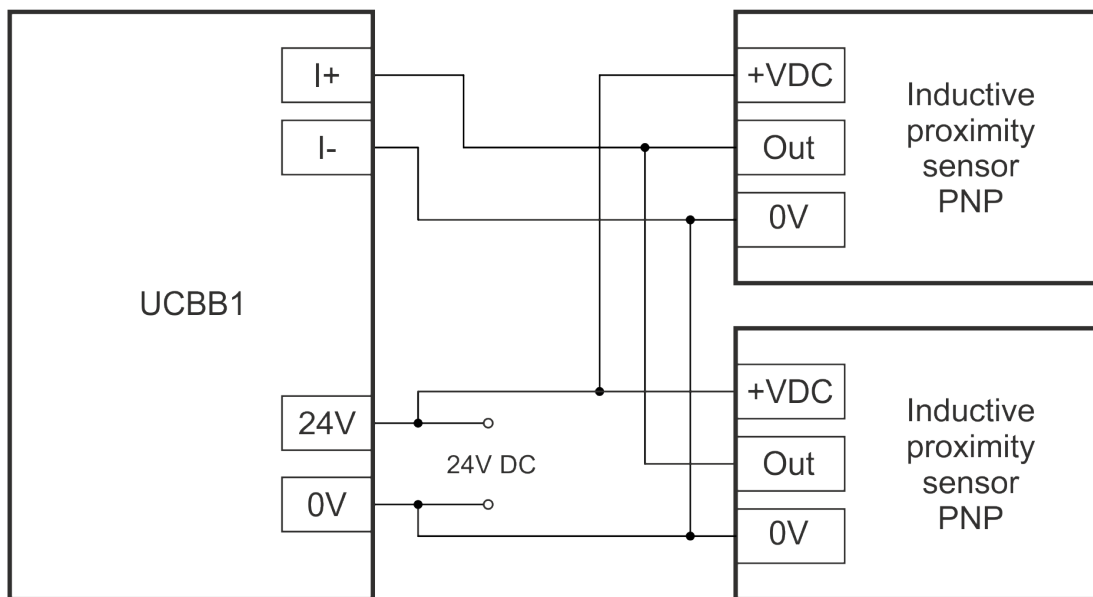 UCBB1
I+
I-
24V
0V
24V DC
+VDC
Out
0V
Inductive
proximity
sensor
PNP
+VDC
Out
0V
Inductive
proximity
sensor
PNP